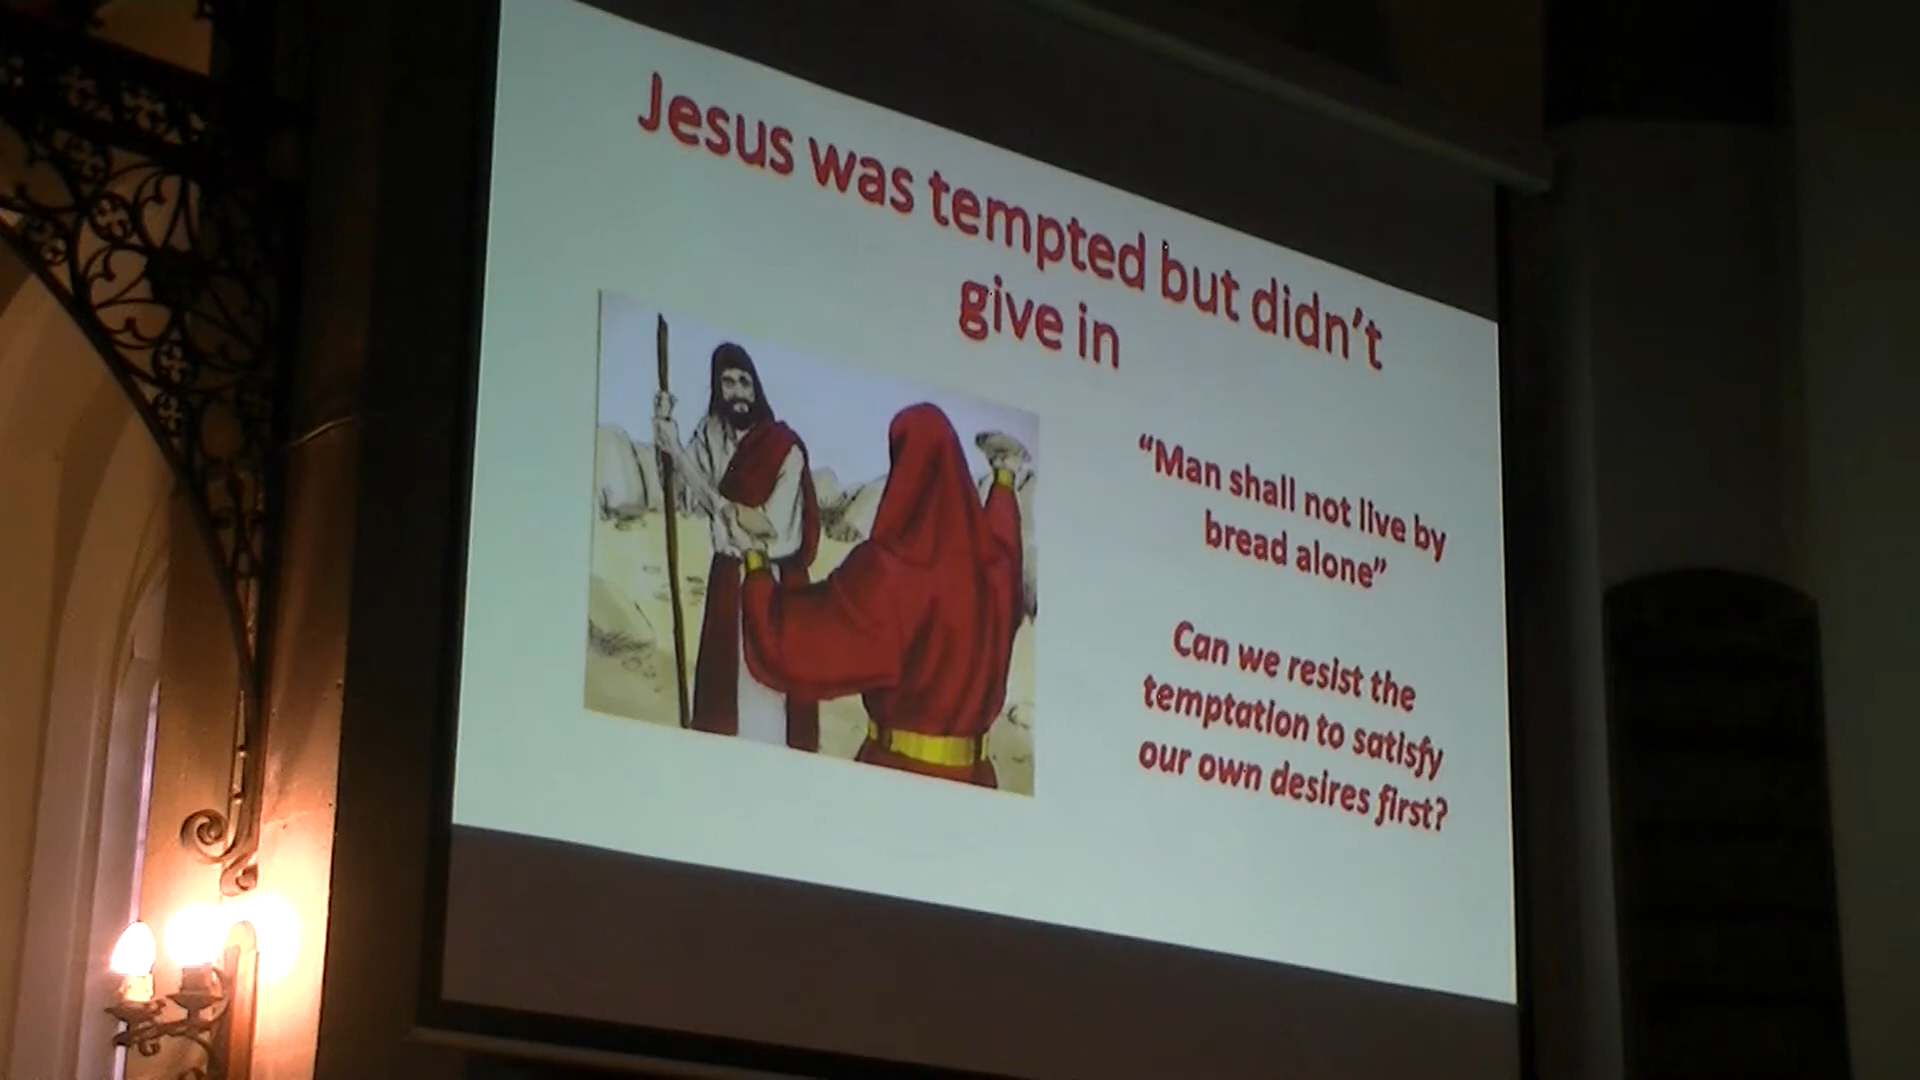 Jesus was tempted but didn’t
give in
“Man shall not live by
bread alone”
Can we resist the
temptation to satisfy
our own desires first?